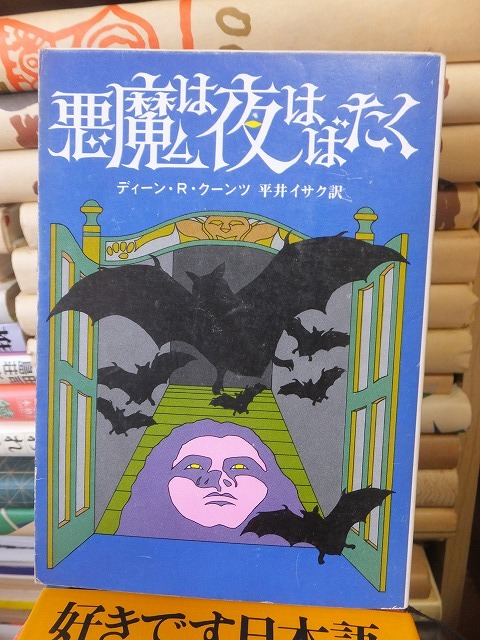 悪魔は夜はばたく
ディーン・R・クーンツ 平井イサク訳
好きです日本語